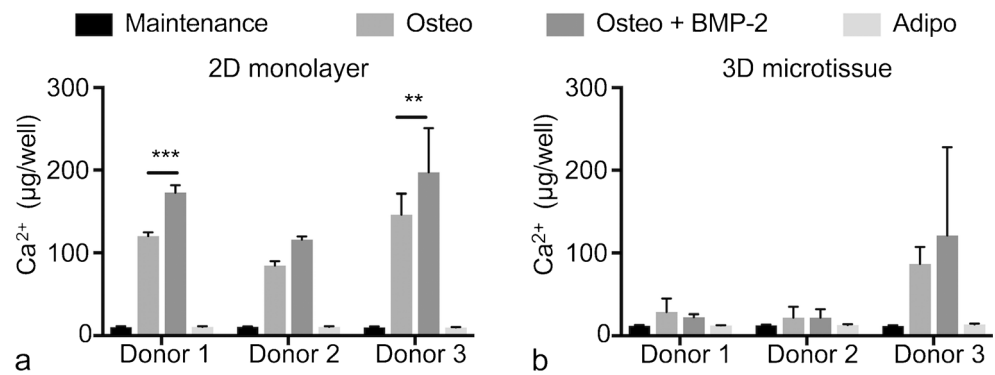 Maintenance Osteo Osteo + BMP-2 Adipo
2D monolayer
300
200
100
0
Ca²⁺ (µg/well)
***
**
Donor 1 Donor 2 Donor 3
a
3D microtissue
300
200
100
0
Ca²⁺ (µg/well)
Donor 1 Donor 2 Donor 3
b